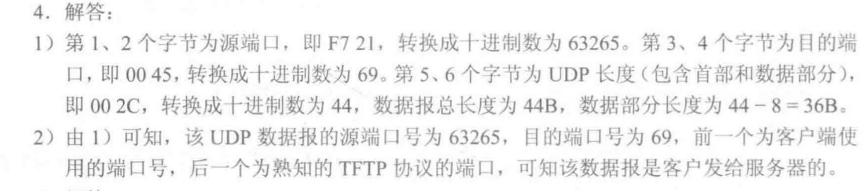 4. 解答：
1）第 1、2 个字节为源端口，即 F7 21，转换成十进制数为 63265。第 3、4 个字节为目的端
口，即 00 45，转换成十进制数为 69。第 5、6 个字节为 UDP 长度（包含首部和数据部分），
即 00 2C，转换成十进制数为 44，数据报总长度为 44B，数据部分长度为 44 − 8 = 36B。
2）由 1）可知，该 UDP 数据报的源端口号为 63265，目的端口号为 69，前一个为客户端使
用的端口号，后一个为熟知的 TFTP 协议的端口，可知该数据报是客户发给服务器的。